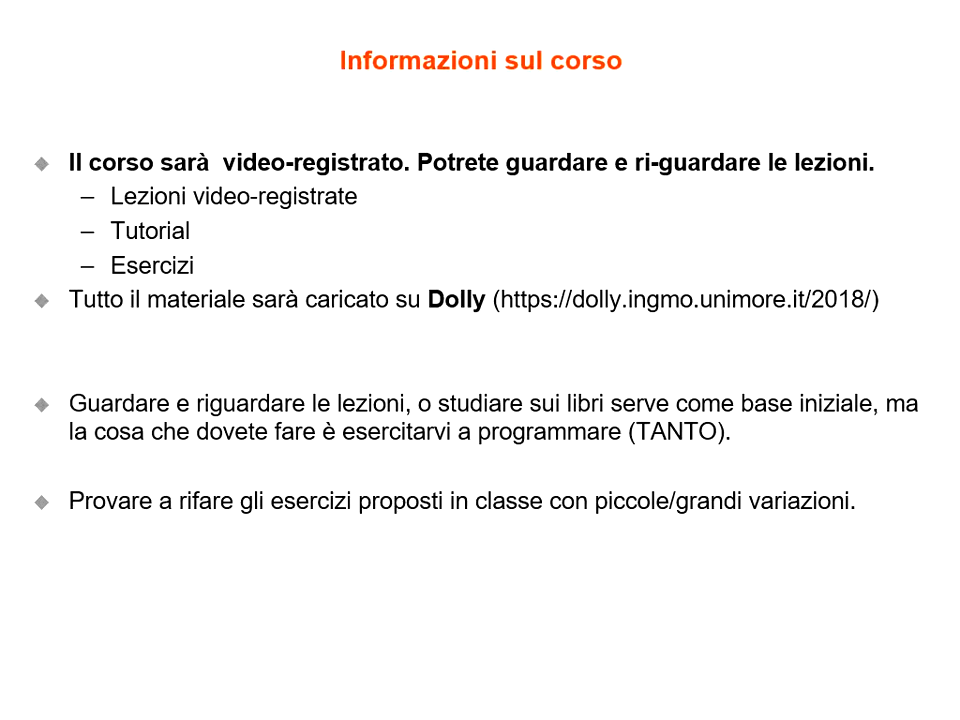 Informazioni sul corso
Il corso sarà  video-registrato. Potrete guardare e ri-guardare le lezioni.
– Lezioni video-registrate
– Tutorial
– Esercizi
Tutto il materiale sarà caricato su Dolly (https://dolly.ingmo.unimore.it/2018/)
Guardare e riguardare le lezioni, o studiare sui libri serve come base iniziale, ma
la cosa che dovete fare è esercitarvi a programmare (TANTO).
Provare a rifare gli esercizi proposti in classe con piccole/grandi variazioni.